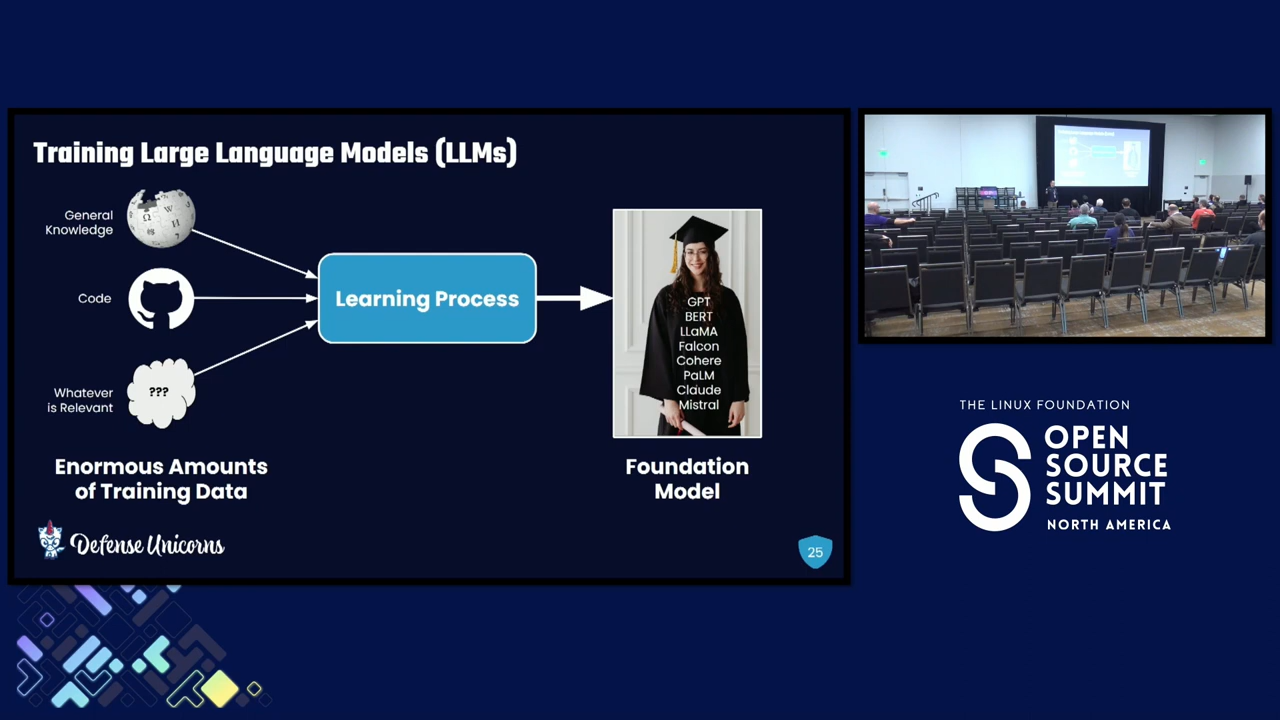 Training Large Language Models (LLMs)
General
Knowledge
Code
Whatever
is Relevant
???
Enormous Amounts
of Training Data
Learning Process
GPT
BERT
LLaMA
Falcon
Cohere
PaLM
Claude
Mistral
Foundation
Model
Defense Unicorns
25
THE LINUX FOUNDATION
OPEN
SOURCE
SUMMIT
NORTH AMERICA